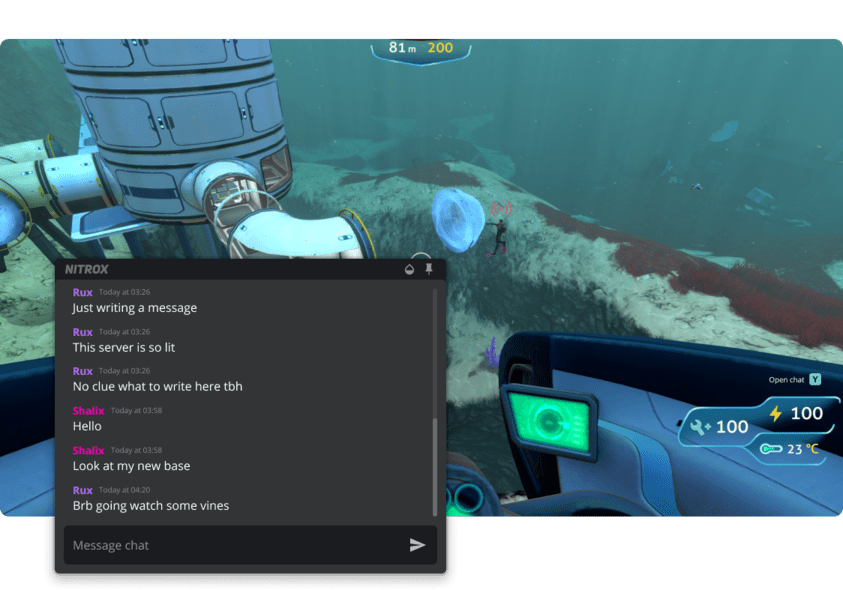 81m 200
NITROX
Rux Today at 03:26
Just writing a message
Rux Today at 03:26
This server is so lit
Rux Today at 03:26
No clue what to write here tbh
Shalix Today at 03:58
Hello
Shalix Today at 03:58
Look at my new base
Rux Today at 04:20
Brb going watch some vines
Message chat
Open chat Y
100
100
23 °C